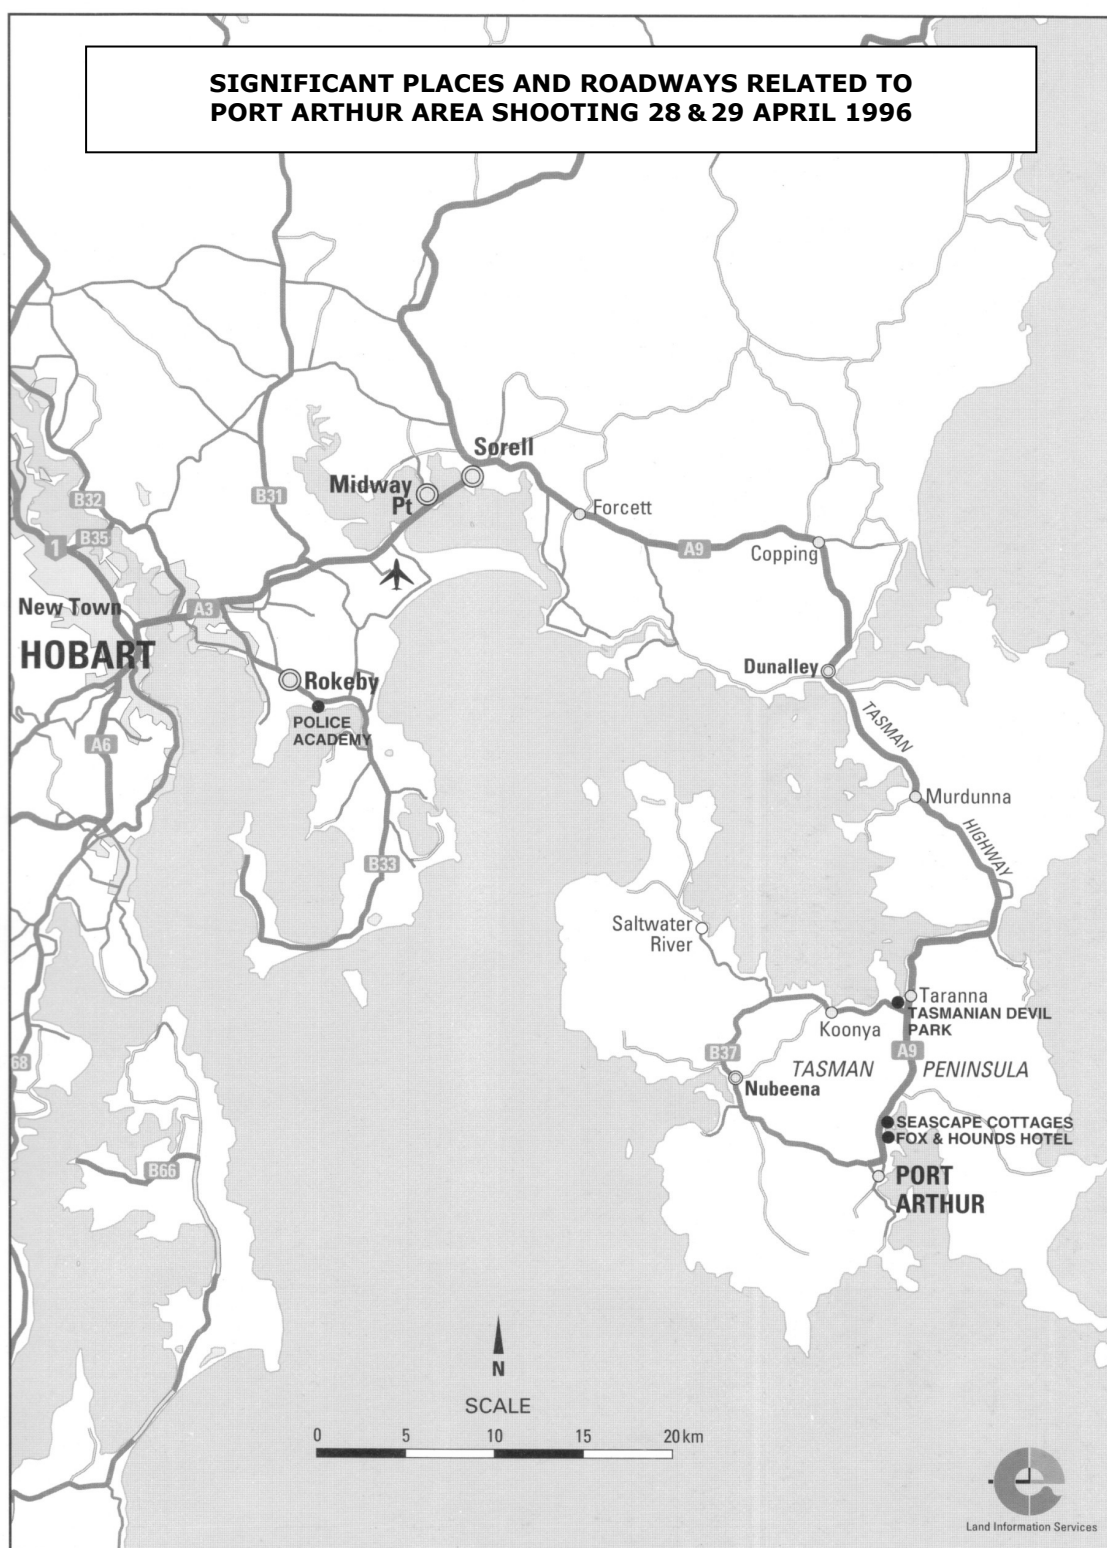 SIGNIFICANT PLACES AND ROADWAYS RELATED TO
PORT ARTHUR AREA SHOOTING 28 & 29 APRIL 1996
Sorell
Midway
Pt
B32
B31
Forcett
B35
1
A9
Copping
New Town
A3
HOBART
Dunalley
Rokeby
POLICE
ACADEMY
TASMAN
A6
Murdunna
HIGHWAY
B33
Saltwater
River
Taranna
TASMANIAN DEVIL
PARK
Koonya
B37
A9
68
TASMAN PENINSULA
Nubeena
SEASCAPE COTTAGES
FOX & HOUNDS HOTEL
B66
PORT
ARTHUR
N
SCALE
0 5 10 15 20 km
Land Information Services